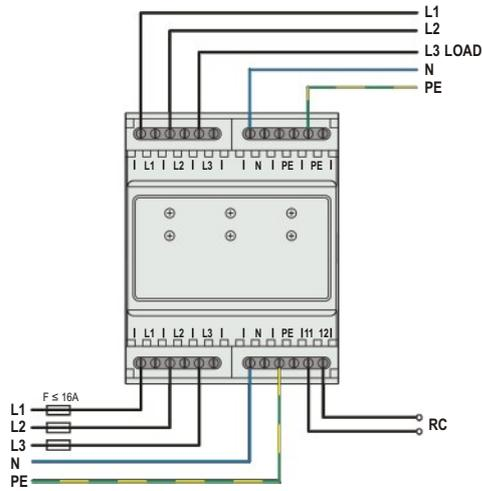 L1
L2
L3 LOAD
N
PE
| L1 | L2 | L3 | | N | PE | PE |
| L1 | L2 | L3 | | N | PE |11 12|
F ≤ 16A
L1
L2
L3
N
PE
RC